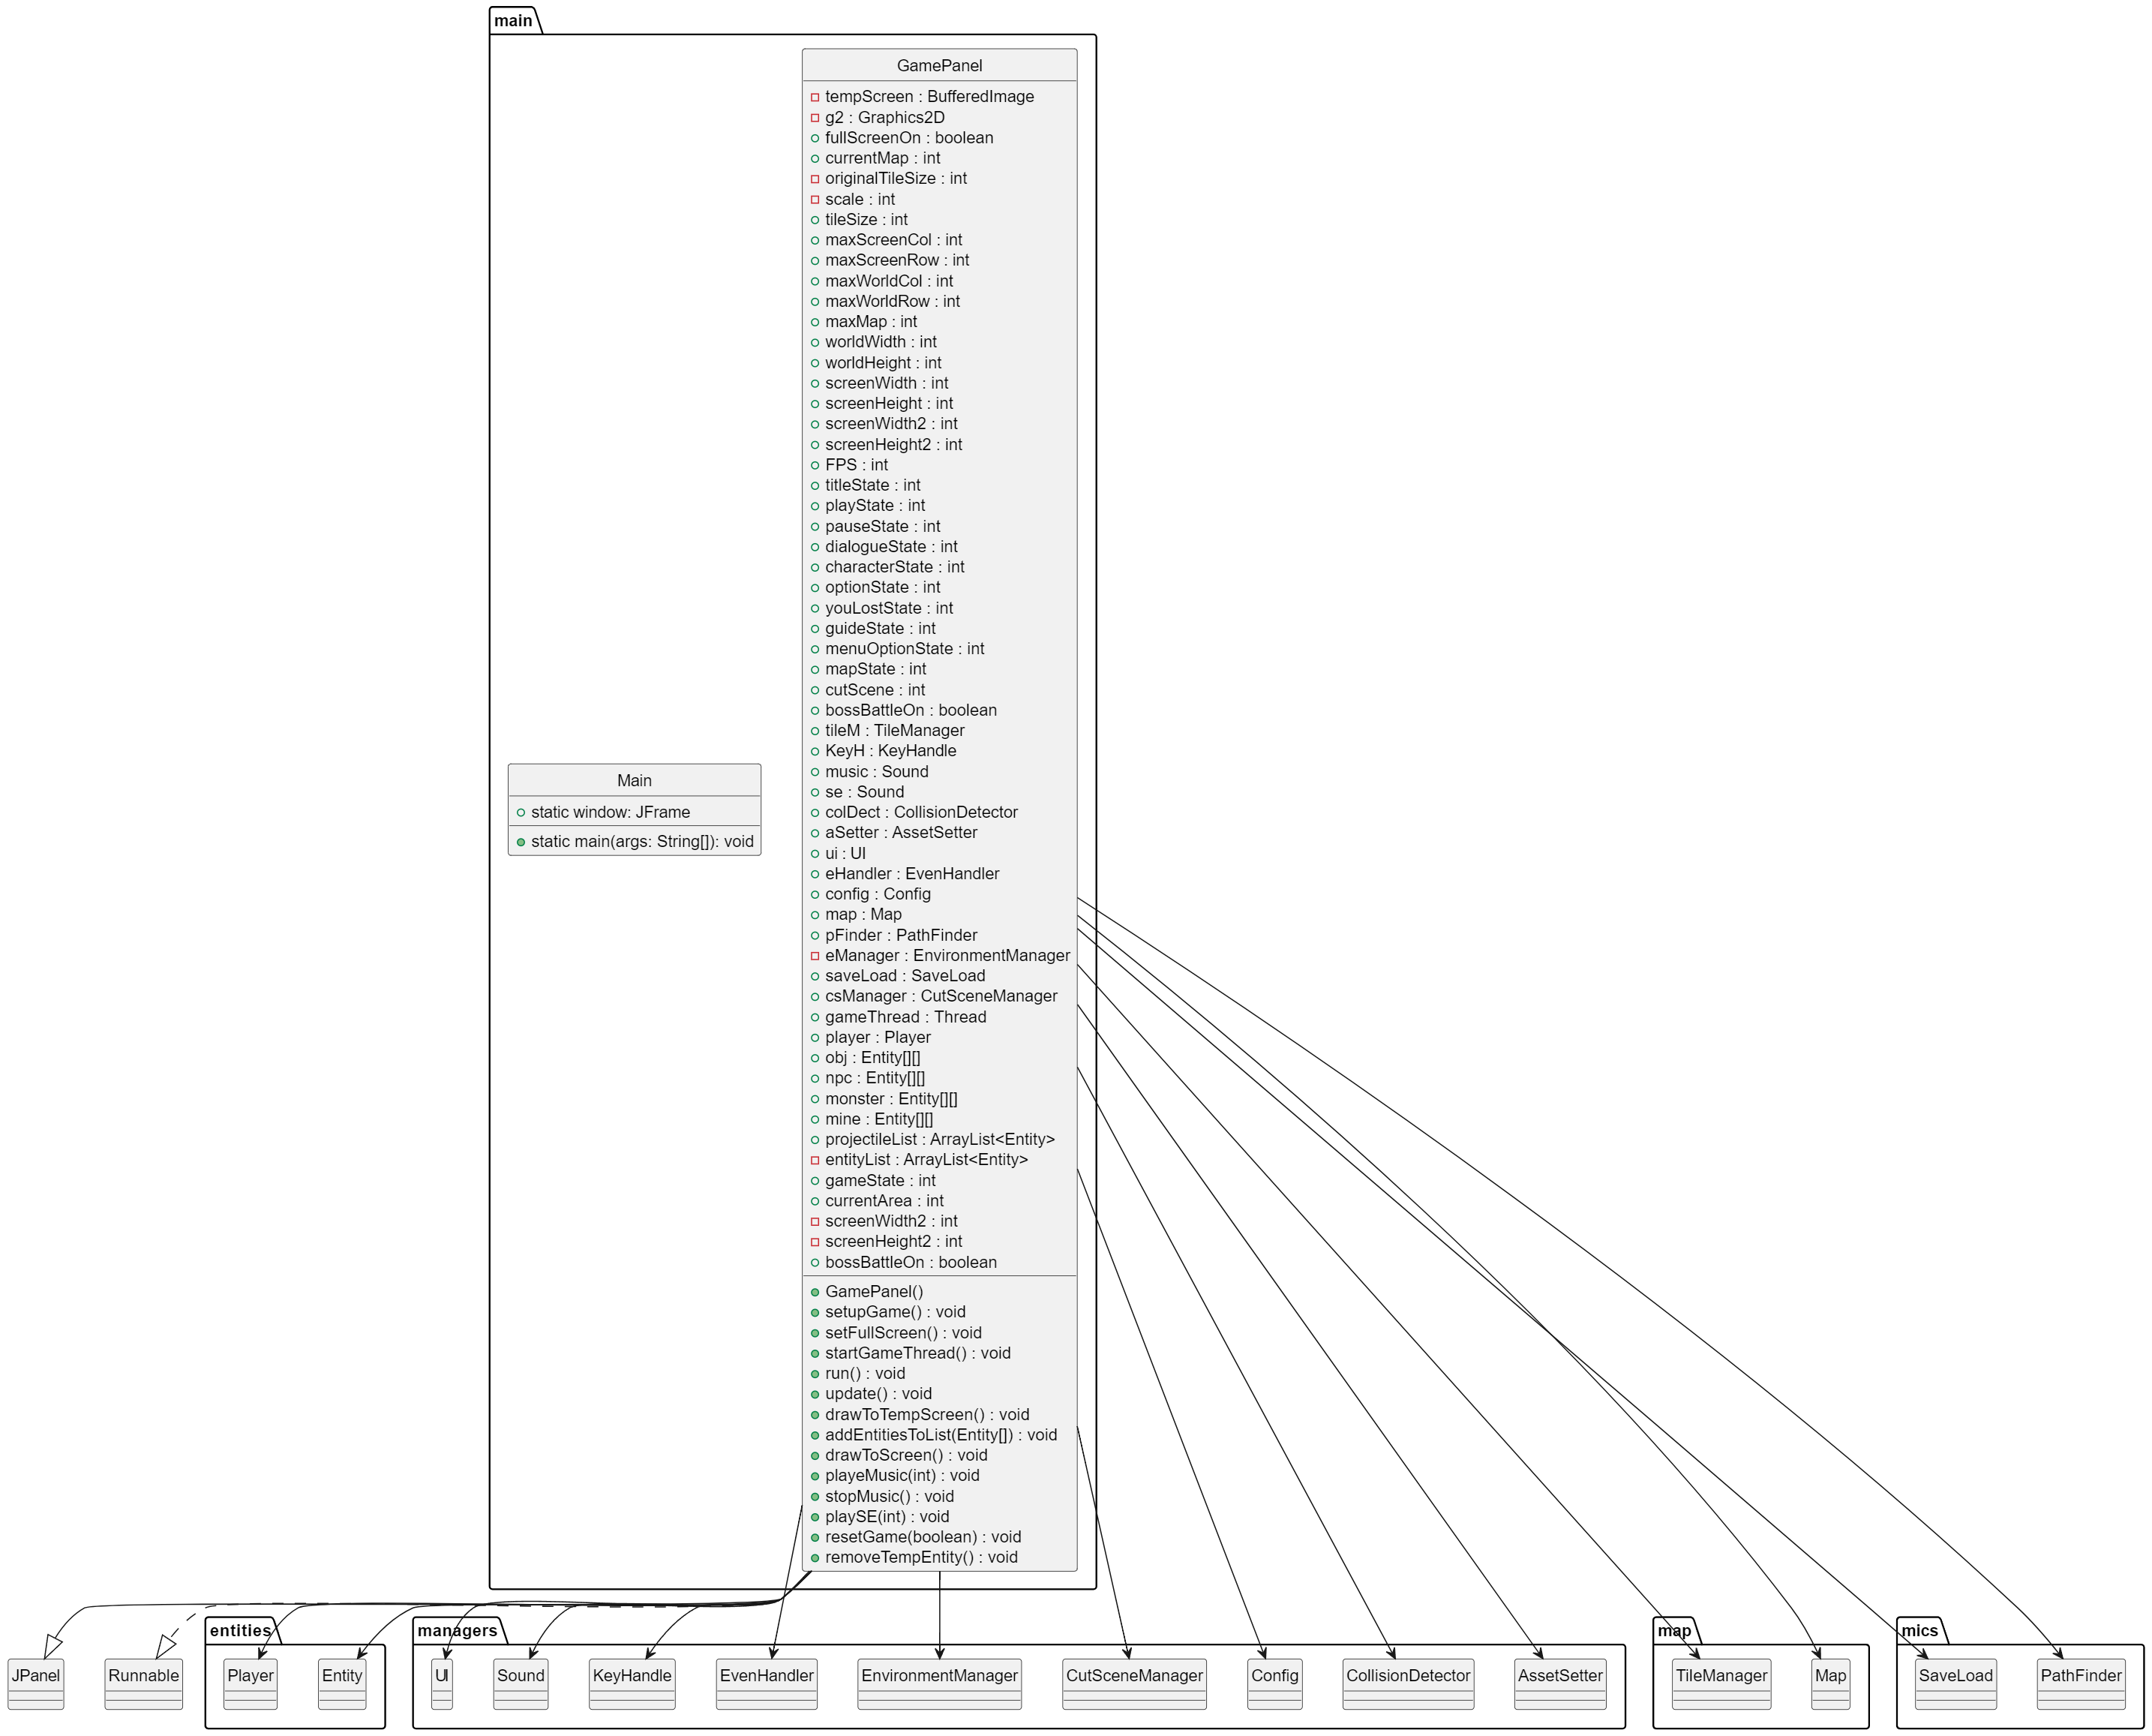 main
GamePanel
tempScreen : BufferedImage
g2 : Graphics2D
fullScreenOn : boolean
currentMap : int
originalTileSize : int
scale : int
tileSize : int
maxScreenCol : int
maxScreenRow : int
maxWorldCol : int
maxWorldRow : int
maxMap : int
worldWidth : int
worldHeight : int
screenWidth : int
screenHeight : int
screenWidth2 : int
screenHeight2 : int
FPS : int
titleState : int
playState : int
pauseState : int
dialogueState : int
characterState : int
optionState : int
youLostState : int
guideState : int
menuOptionState : int
mapState : int
cutScene : int
bossBattleOn : boolean
tileM : TileManager
KeyH : KeyHandle
music : Sound
se : Sound
colDect : CollisionDetector
aSetter : AssetSetter
ui : UI
eHandler : EvenHandler
config : Config
map : Map
pFinder : PathFinder
eManager : EnvironmentManager
saveLoad : SaveLoad
csManager : CutSceneManager
gameThread : Thread
player : Player
obj : Entity[][]
npc : Entity[][]
monster : Entity[][]
mine : Entity[][]
projectileList : ArrayList<Entity>
entityList : ArrayList<Entity>
gameState : int
currentArea : int
screenWidth2 : int
screenHeight2 : int
bossBattleOn : boolean
GamePanel()
setupGame() : void
setFullScreen() : void
startGameThread() : void
run() : void
update() : void
drawToTempScreen() : void
addEntitiesToList(Entity[]) : void
drawToScreen() : void
playeMusic(int) : void
stopMusic() : void
playSE(int) : void
resetGame(boolean) : void
removeTempEntity() : void
Main
static window: JFrame
static main(args: String[]): void
JPanel
Runnable
entities
Player
Entity
managers
UI
Sound
KeyHandle
EvenHandler
EnvironmentManager
CutSceneManager
Config
CollisionDetector
AssetSetter
map
TileManager
Map
mics
SaveLoad
PathFinder